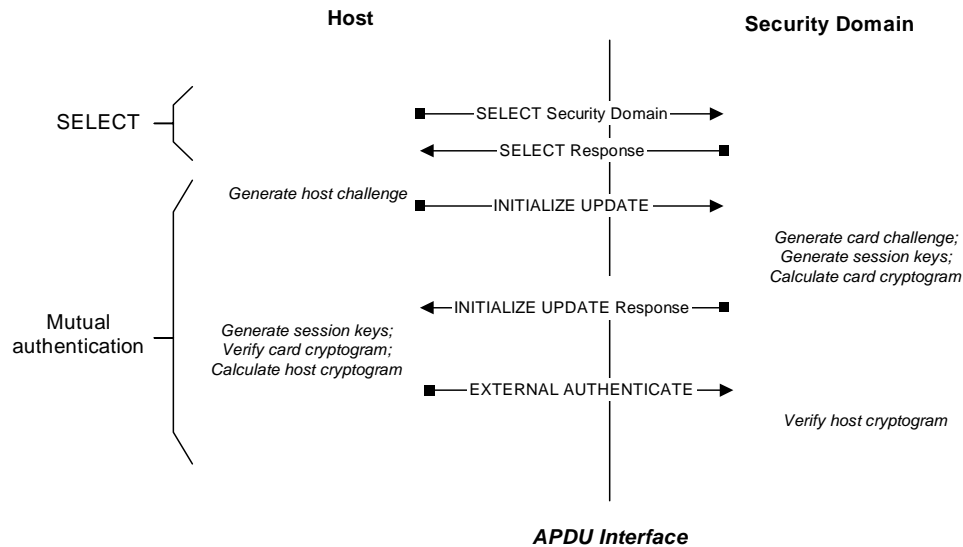 Host
Security Domain
SELECT
SELECT Security Domain
SELECT Response
Generate host challenge
INITIALIZE UPDATE
Generate card challenge;
Generate session keys;
Calculate card cryptogram
INITIALIZE UPDATE Response
Mutual
authentication
Generate session keys;
Verify card cryptogram;
Calculate host cryptogram
EXTERNAL AUTHENTICATE
Verify host cryptogram
APDU Interface